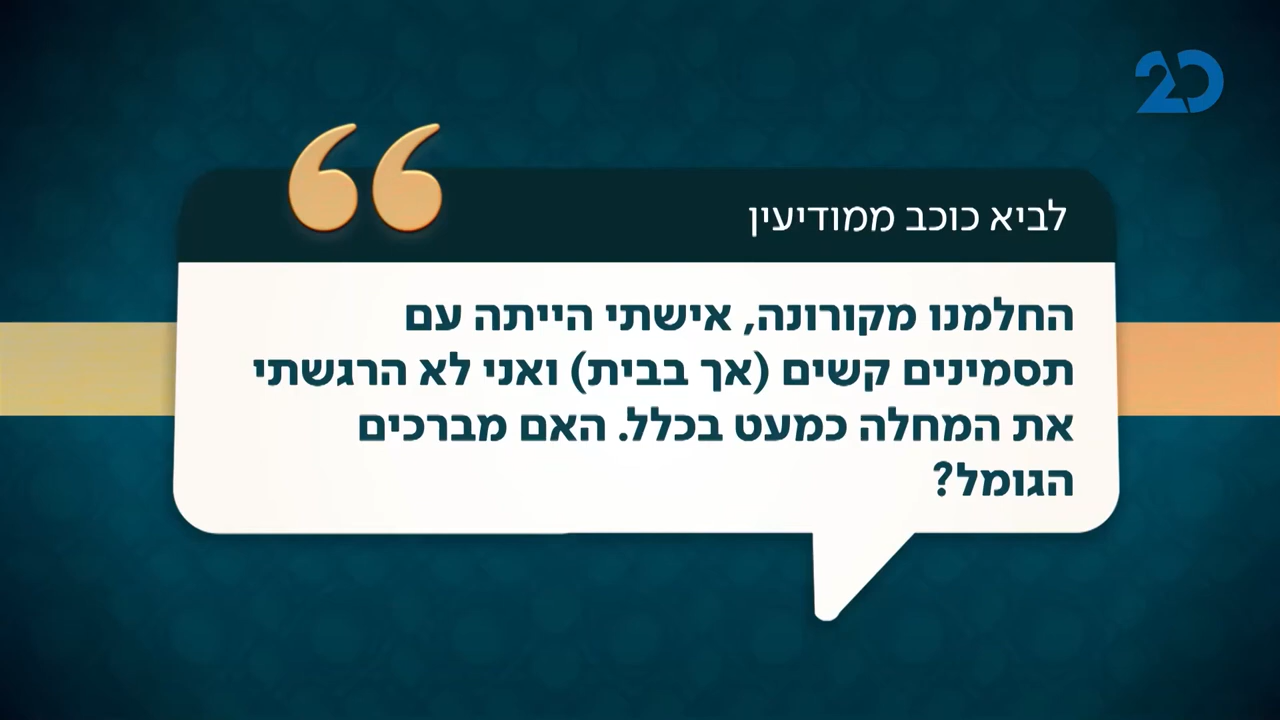 20
לביא כוכב ממודיעין
החלמנו מקורונה, אישתי הייתה עם
תסמינים קשים (אך בבית) ואני לא הרגשתי
את המחלה כמעט בכלל. האם מברכים
הגומל?